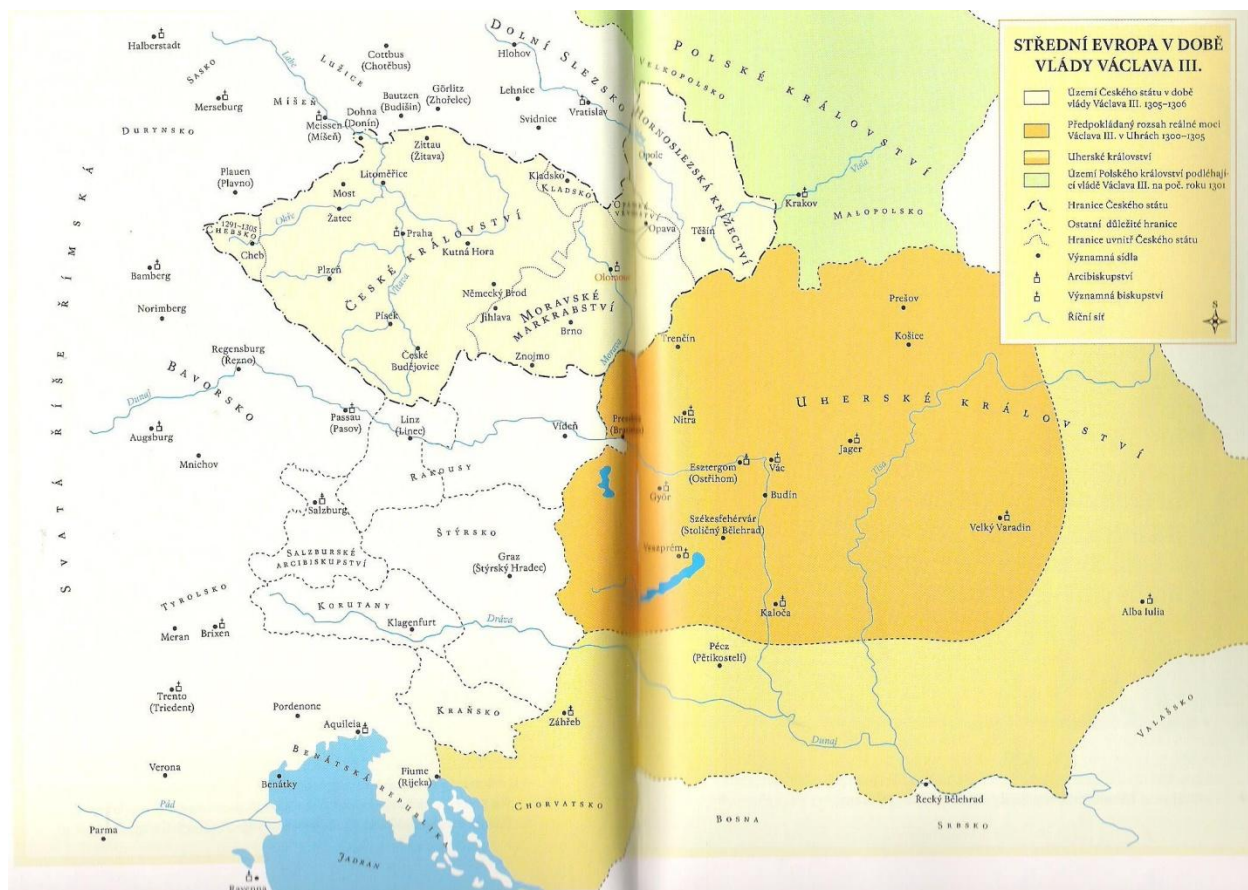 STŘEDNÍ EVROPA V DOBĚ
VLÁDY VÁCLAVA III.
Území Českého státu v době
vlády Václava III. 1305–1306
Předpokládaný rozsah reálné moci
Václava III. v Uhrách 1300–1305
Uherské království
Území Polského království podléhají-
cí vládě Václava III. na poč. roku 1301
Hranice Českého státu
Ostatní důležité hranice
Hranice uvnitř Českého státu
Významná sídla
Arcibiskupství
Významná biskupství
Říční síť
S
SVATÁ ŘÍŠE ŘÍMSKÁ
Halberstadt
SASKO
Merseburg
DURYNSKO
MÍŠEŇ
Meissen
(Míšeň)
Labe
LUŽICE
Cottbus
(Chotěbus)
Dohna
(Donín)
Bautzen
(Budišín)
Görlitz
(Zhořelec)
Zittau
(Žitava)
DOLNÍ SLEZSKO
Hlohov
Lehnice
Svidnice
Vratislav
POLSKÉ KRÁLOVSTVÍ
VELKOPOLSKO
HORNOSLEZSKÁ KNÍŽECTVÍ
Opole
Visla
Krakov
MALOPOLSKO
Těšín
Opava
Plauen
(Plavno)
1291–1305
CHEBSKO
Cheb
Ohře
Litoměřice
Most
Žatec
Praha
Kutná Hora
Kladsko
KLADSKO
ČESKÉ KRÁLOVSTVÍ
Plzeň
Vltava
Písek
České
Budějovice
Německý Brod
Jihlava
MORAVSKÉ
MARKRABSTVÍ
Olomouc
Brno
Znojmo
Morava
Bamberg
Norimberg
Regensburg
(Řezno)
BAVORSKO
Dunaj
Augsburg
Mnichov
Passau
(Pasov)
Linz
(Linec)
Vídeň
RAKOUSY
Salzburg
SALZBURSKÉ
ARCIBISKUPSTVÍ
ŠTÝRSKO
Graz
(Štýrský Hradec)
TYROLSKO
Meran
Brixen
KORUTANY
Klagenfurt
Dráva
Trento
(Trident)
Pordenone
Aquileia
KRAŇSKO
Záhřeb
Verona
Benátky
BENÁTSKÁ REPUBLIKA
Fiume
(Rijeka)
Pád
Parma
JADRAN
Ravenna
CHORVATSKO
BOSNA
SRBSKO
VALAŠSKO
Trenčín
Prešov
Košice
UHERSKÉ KRÁLOVSTVÍ
Nitra
Jager
Tisa
Esztergom
(Ostřihom)
Vác
Győr
Budín
Székesfehérvár
(Stoličný Bělehrad)
Veszprém
Velký Varadín
Kaloča
Alba Iulia
Pécz
(Pětikostelí)
Dunaj
Řecký Bělehrad